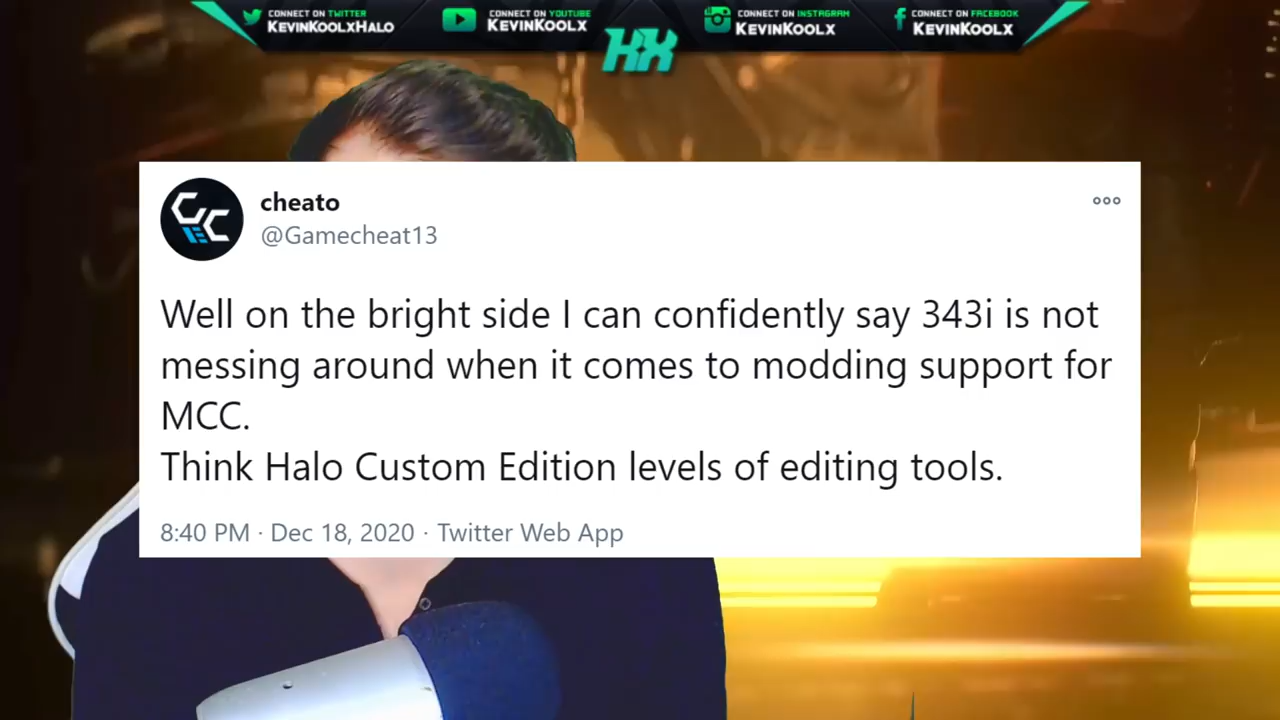 CONNECT ON TWITTER
KEVINKOOLXHALO
CONNECT ON YOUTUBE
KEVINKOOLX
CONNECT ON INSTAGRAM
KEVINKOOLX
CONNECT ON FACEBOOK
KEVINKOOLX
KX
cheato
@Gamecheat13
Well on the bright side I can confidently say 343i is not
messing around when it comes to modding support for
MCC.
Think Halo Custom Edition levels of editing tools.
8:40 PM · Dec 18, 2020 · Twitter Web App